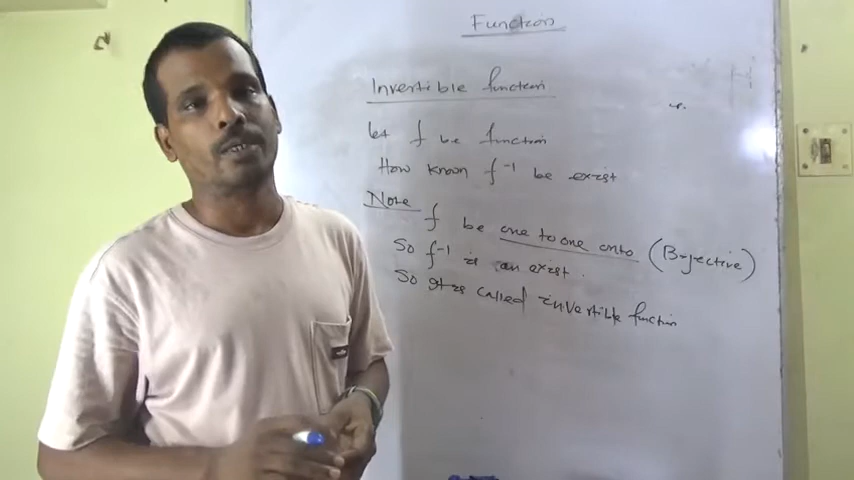 Function
Invertible function
let f be function
How known f⁻¹ be exist
Note
f be one to one onto (Bijective)
So f⁻¹ is an exist.
So It is called invertible function